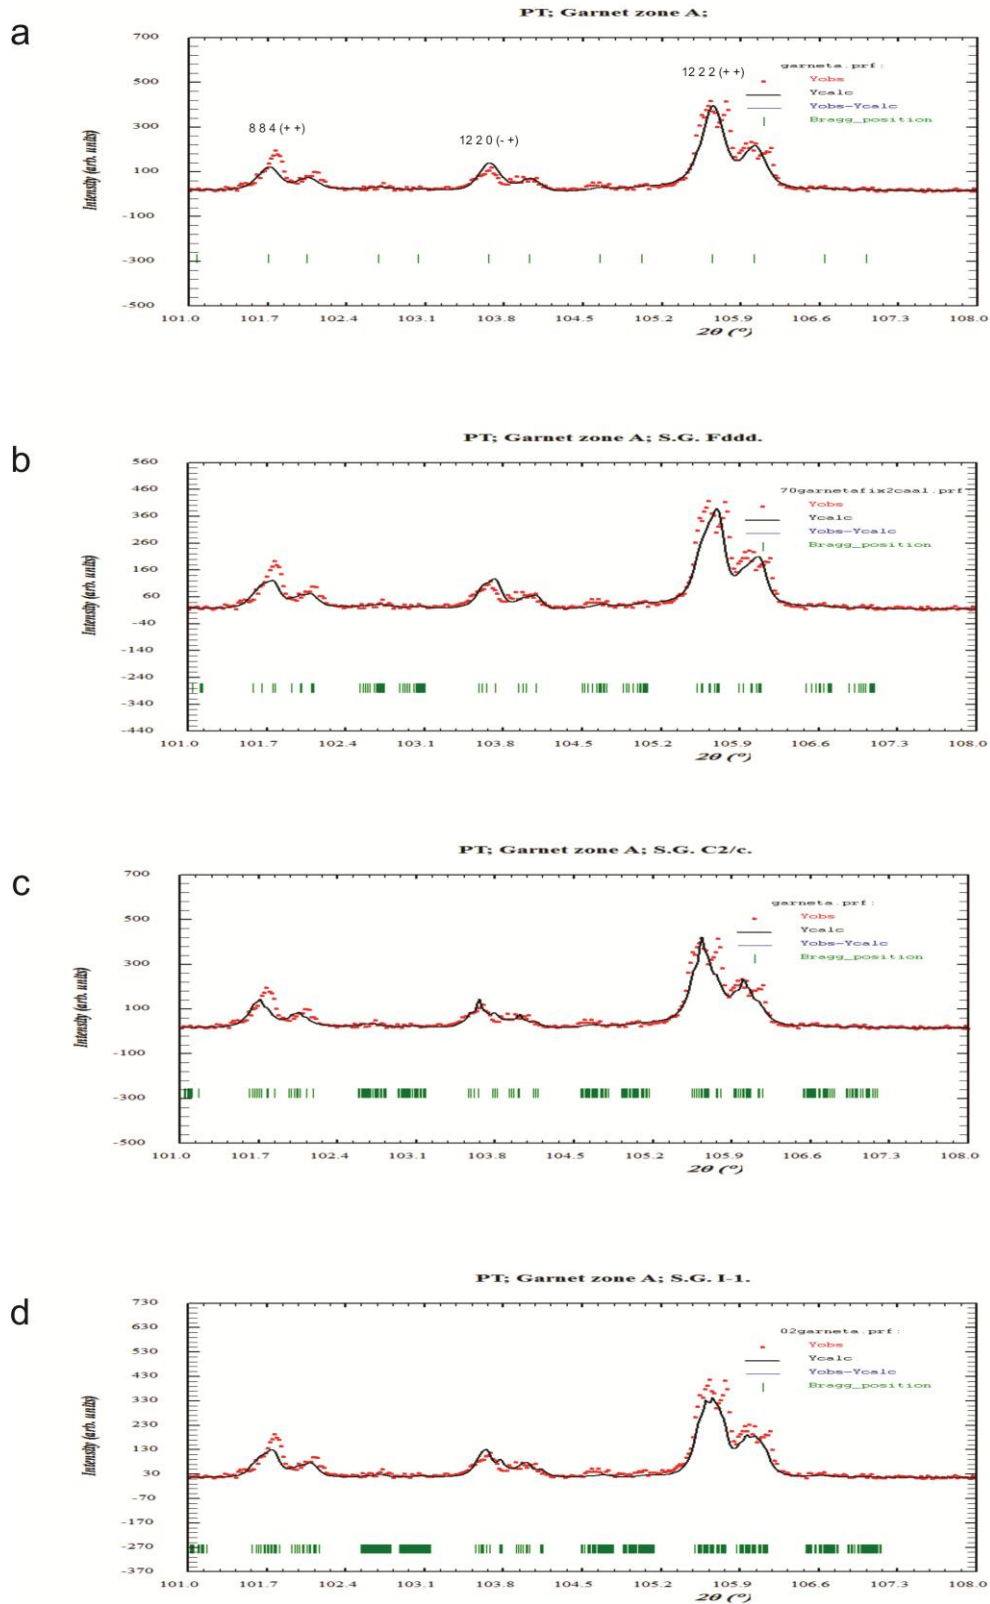 a
PT; Garnet zone A;
700
500
300
100
-100
-300
-500
Intensity (arb. units)
8 8 4 (+ +)
12 2 0 (- +)
12 2 2 (+ +)
garneta.prf:
Yobs
Ycalc
Yobs-Ycalc
Bragg_position
101.0 101.7 102.4 103.1 103.8 104.5 105.2 105.9 106.6 107.3 108.0
2θ (°)
b
PT; Garnet zone A; S.G. Fddd.
560
460
360
260
160
60
-40
-140
-240
-340
-440
Intensity (arb. units)
70garnetafix2caal.prf
Yobs
Ycalc
Yobs-Ycalc
Bragg_position
101.0 101.7 102.4 103.1 103.8 104.5 105.2 105.9 106.6 107.3 108.0
2θ (°)
c
PT; Garnet zone A; S.G. C2/c.
700
500
300
100
-100
-300
-500
Intensity (arb. units)
garneta.prf:
Yobs
Ycalc
Yobs-Ycalc
Bragg_position
101.0 101.7 102.4 103.1 103.8 104.5 105.2 105.9 106.6 107.3 108.0
2θ (°)
d
PT; Garnet zone A; S.G. I-1.
730
630
530
430
330
230
130
30
-70
-170
-270
-370
Intensity (arb. units)
02garneta.prf:
Yobs
Ycalc
Yobs-Ycalc
Bragg_position
101.0 101.7 102.4 103.1 103.8 104.5 105.2 105.9 106.6 107.3 108.0
2θ (°)